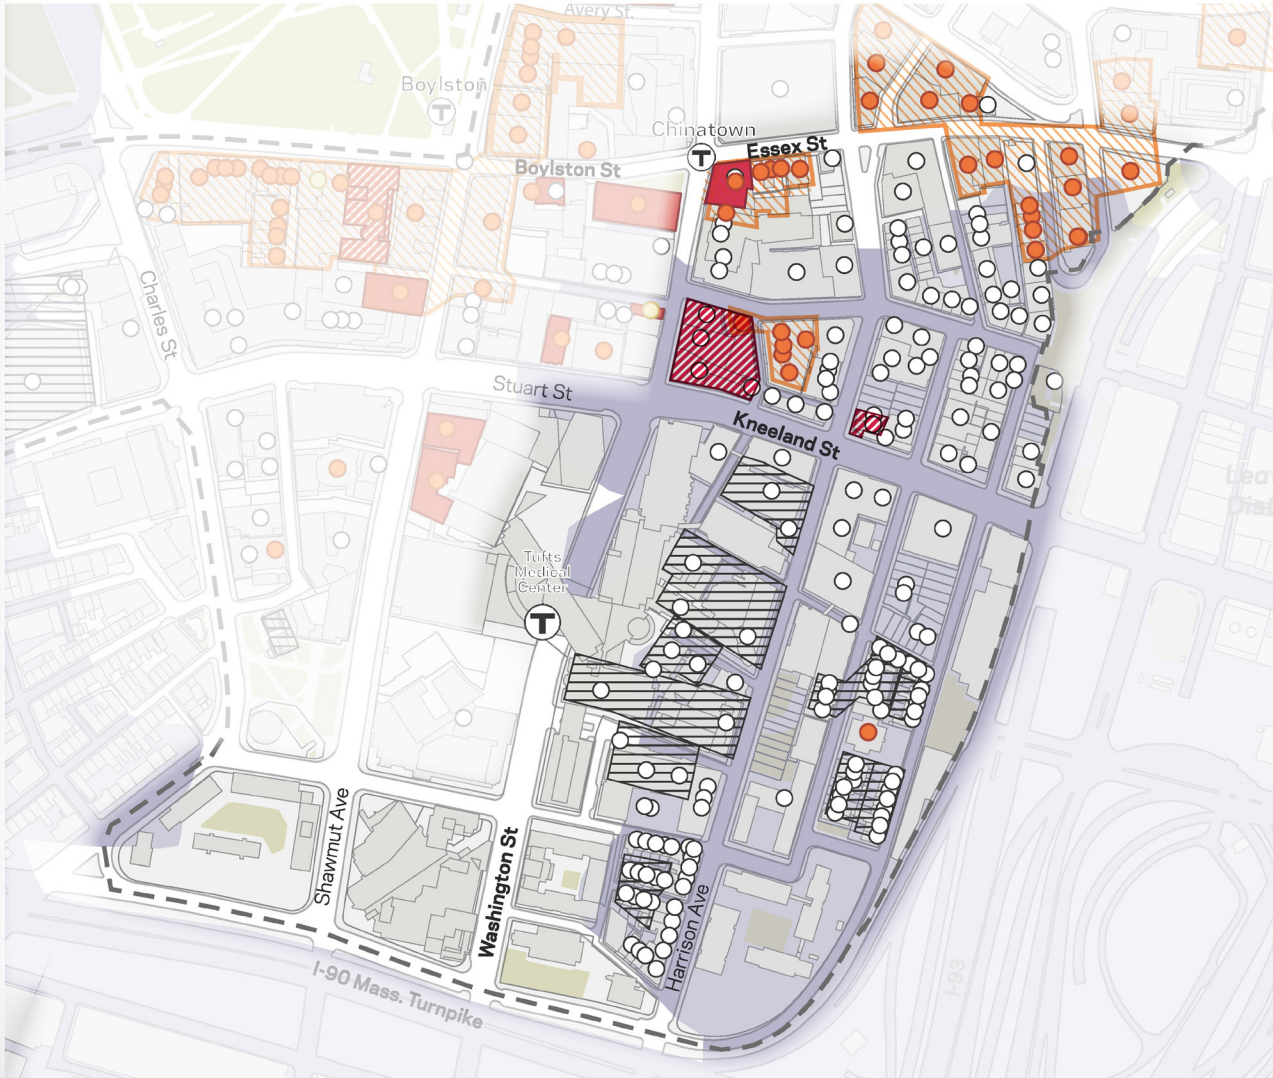 Avery St.
Boylston
T
Chinatown
T
Essex St
Boylston St
Charles St
Stuart St
Kneeland St
Tufts
Medical
Center
T
Shawmut Ave
Washington St
Harrison Ave
I-90 Mass. Turnpike
I-93